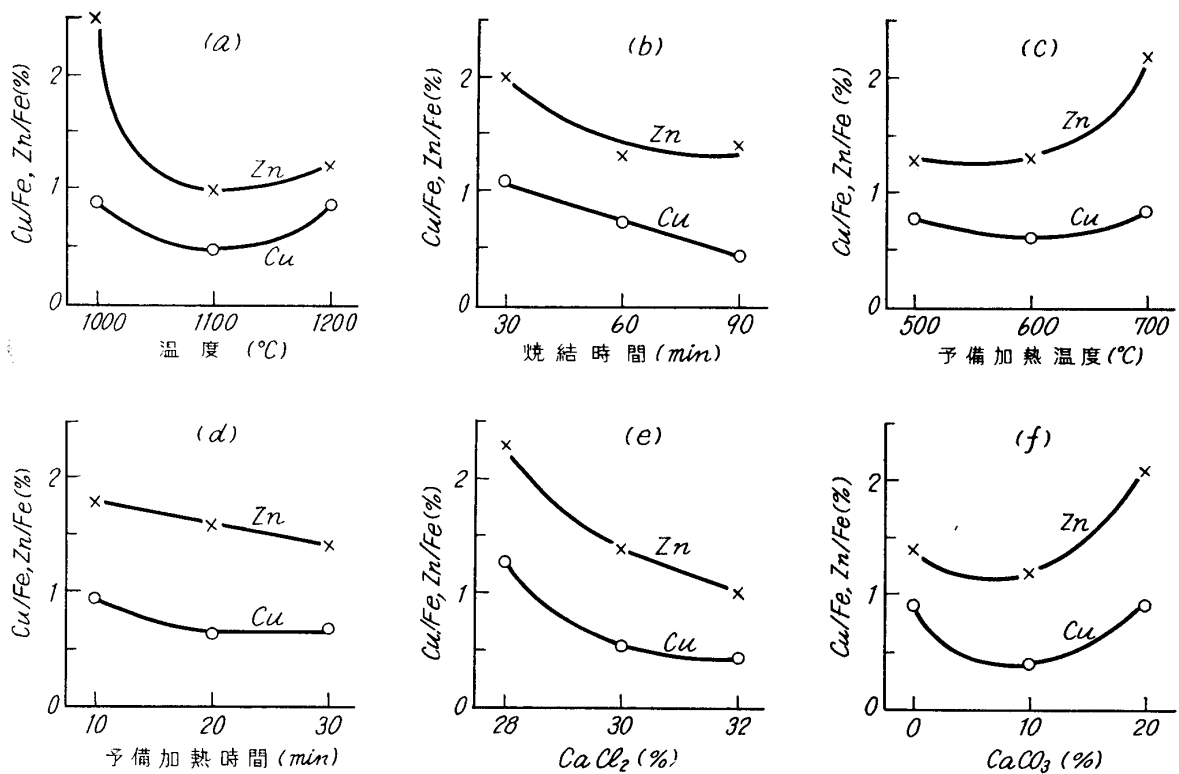 (a)
Cu/Fe, Zn/Fe(%)
2
1
0
Zn
Cu
1000 1100 1200
温度 (°C)
(b)
Cu/Fe, Zn/Fe(%)
2
1
0
Zn
Cu
30 60 90
焼結時間(min)
(c)
Cu/Fe, Zn/Fe(%)
2
1
0
Zn
Cu
500 600 700
予備加熱温度(°C)
(d)
Cu/Fe, Zn/Fe(%)
2
1
0
Zn
Cu
10 20 30
予備加熱時間(min)
(e)
Cu/Fe, Zn/Fe(%)
2
1
0
Zn
Cu
28 30 32
CaCl₂(%)
(f)
Cu/Fe, Zn/Fe(%)
2
1
0
Zn
Cu
0 10 20
CaCO₃(%)